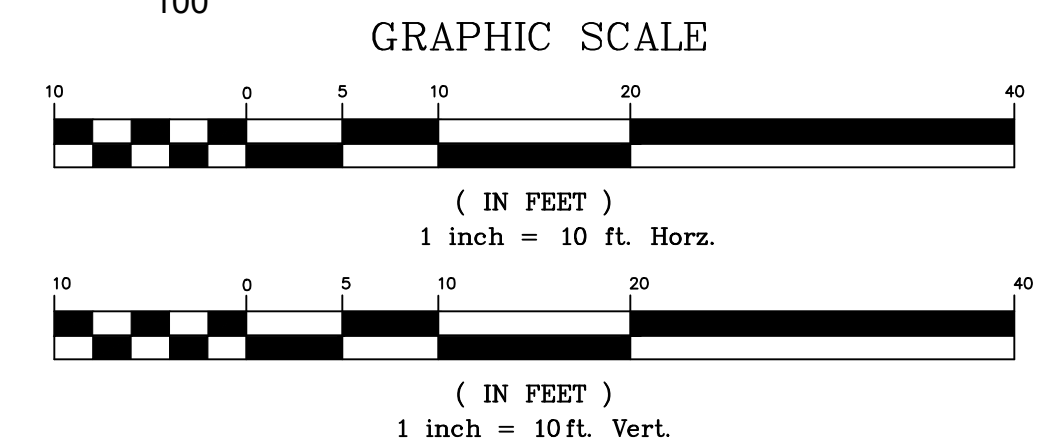 100
GRAPHIC SCALE
10 0 5 10 20 40
( IN FEET )
1 inch = 10 ft. Horz.
10 0 5 10 20 40
( IN FEET )
1 inch = 10 ft. Vert.